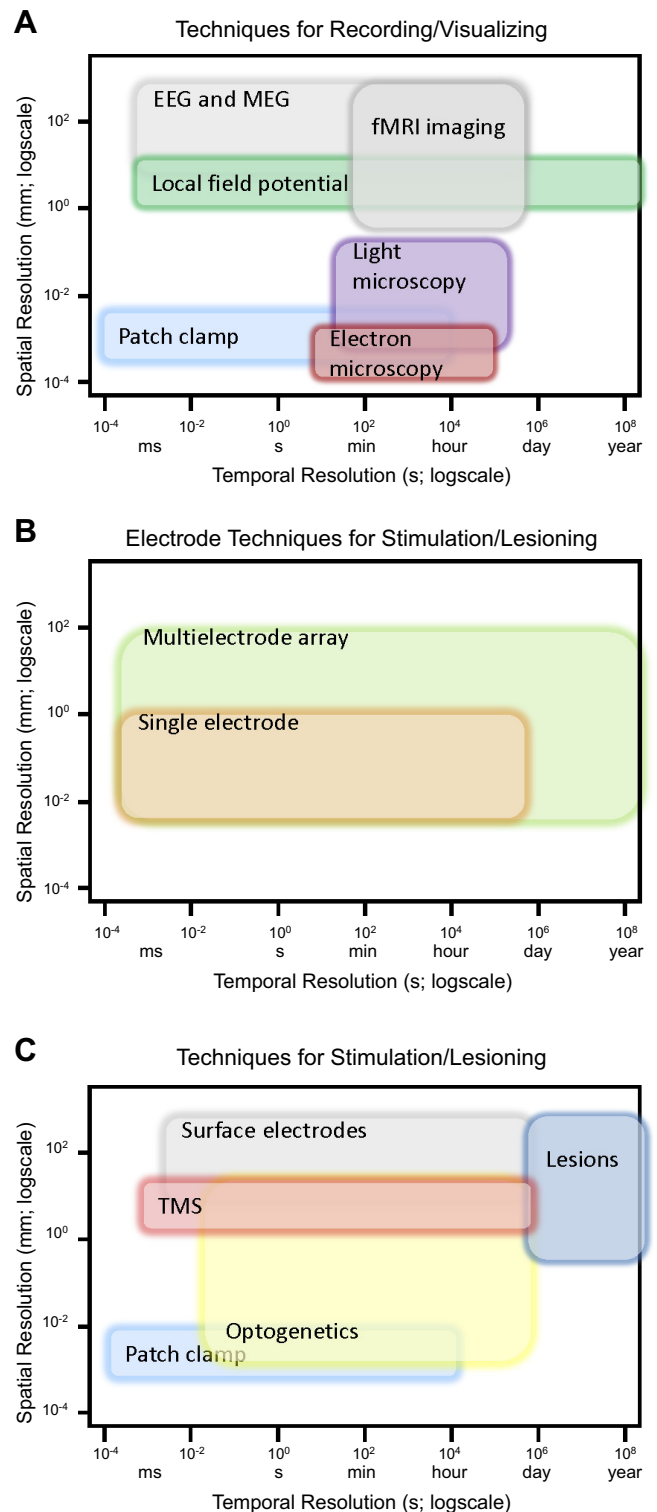 A
Techniques for Recording/Visualizing
Spatial Resolution (mm; logscale)
10²
10⁰
10⁻²
10⁻⁴
EEG and MEG
fMRI imaging
Local field potential
Light
microscopy
Patch clamp
Electron
microscopy
10⁻⁴ 10⁻² 10⁰ 10² 10⁴ 10⁶ 10⁸
ms s min hour day year
Temporal Resolution (s; logscale)
B
Electrode Techniques for Stimulation/Lesioning
Spatial Resolution (mm; logscale)
10²
10⁰
10⁻²
10⁻⁴
Multielectrode array
Single electrode
10⁻⁴ 10⁻² 10⁰ 10² 10⁴ 10⁶ 10⁸
ms s min hour day year
Temporal Resolution (s; logscale)
C
Techniques for Stimulation/Lesioning
Spatial Resolution (mm; logscale)
10²
10⁰
10⁻²
10⁻⁴
Surface electrodes
Lesions
TMS
Optogenetics
Patch clamp
10⁻⁴ 10⁻² 10⁰ 10² 10⁴ 10⁶ 10⁸
ms s min hour day year
Temporal Resolution (s; logscale)